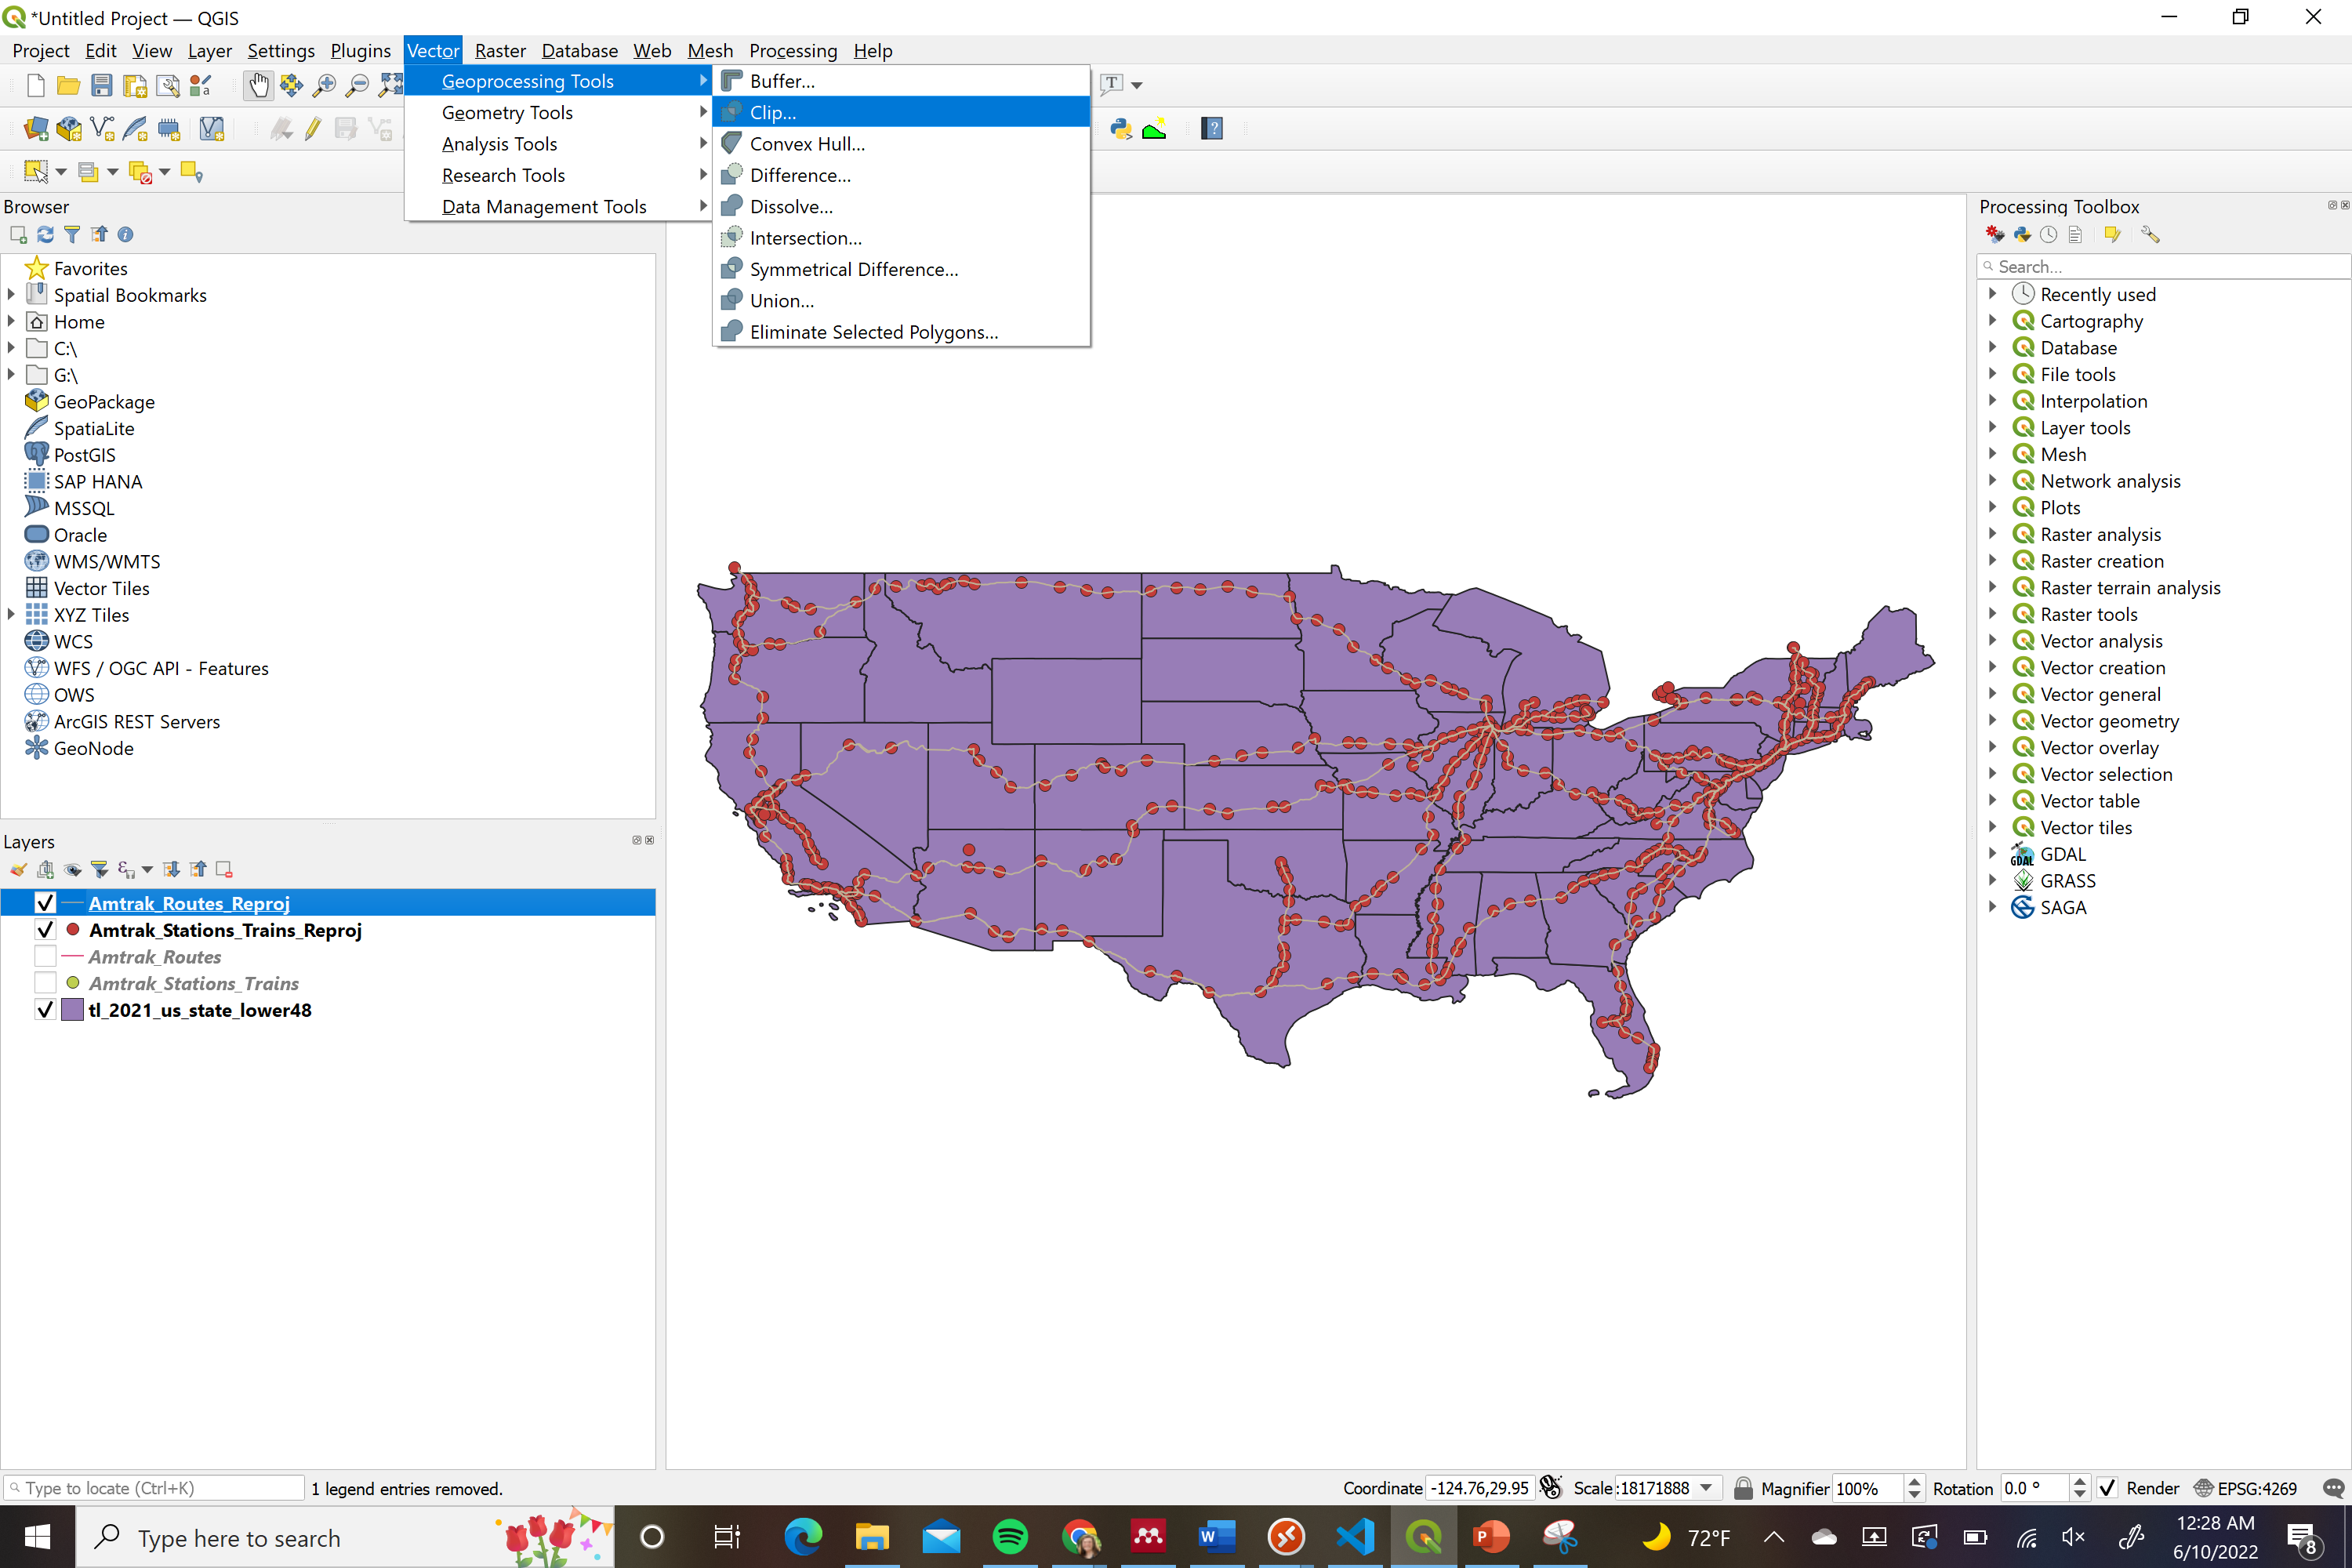 *Untitled Project — QGIS
Project Edit View Layer Settings Plugins Vector Raster Database Web Mesh Processing Help
Geoprocessing Tools
Geometry Tools
Analysis Tools
Research Tools
Data Management Tools
Buffer...
Clip...
Convex Hull...
Difference...
Dissolve...
Intersection...
Symmetrical Difference...
Union...
Eliminate Selected Polygons...
Browser
Favorites
Spatial Bookmarks
Home
C:\
G:\
GeoPackage
SpatiaLite
PostGIS
SAP HANA
MSSQL
Oracle
WMS/WMTS
Vector Tiles
XYZ Tiles
WCS
WFS / OGC API - Features
OWS
ArcGIS REST Servers
GeoNode
Layers
Amtrak_Routes_Reproj
Amtrak_Stations_Trains_Reproj
Amtrak_Routes
Amtrak_Stations_Trains
tl_2021_us_state_lower48
Processing Toolbox
Search...
Recently used
Cartography
Database
File tools
Interpolation
Layer tools
Mesh
Network analysis
Plots
Raster analysis
Raster creation
Raster terrain analysis
Raster tools
Vector analysis
Vector creation
Vector general
Vector geometry
Vector overlay
Vector selection
Vector table
Vector tiles
GDAL
GRASS
SAGA
Type to locate (Ctrl+K) 1 legend entries removed. Coordinate -124.76,29.95 Scale :18171888 Magnifier 100% Rotation 0.0 ° Render EPSG:4269
Type here to search
72°F
12:28 AM
6/10/2022
8